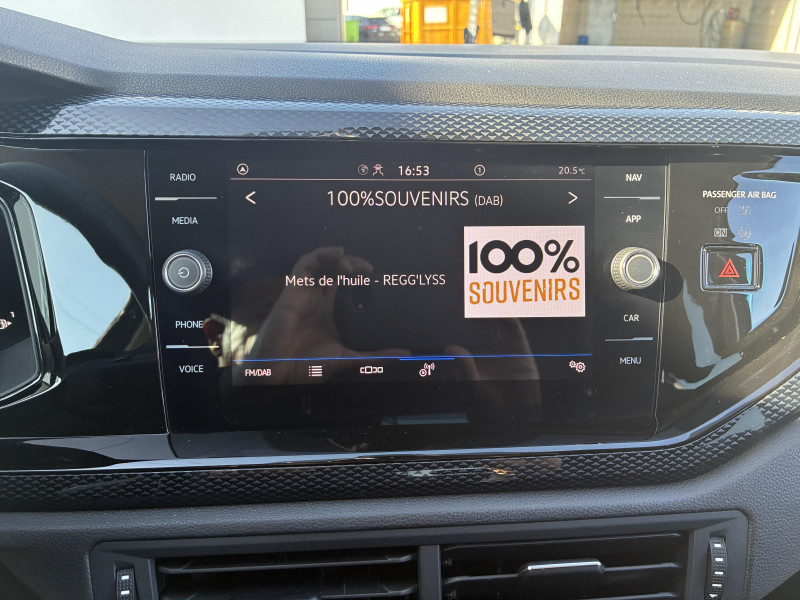 16:53 1 20.5°C
RADIO
MEDIA
PHONE
VOICE
< 100%SOUVENIRS (DAB) >
Mets de l'huile - REGG'LYSS
100%
SOUVENIRS
FM/DAB
NAV
APP
CAR
MENU
PASSENGER AIR BAG
OFF
ON